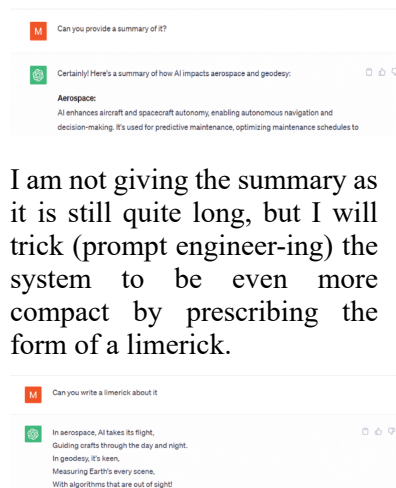 M Can you provide a summary of it?
Certainly! Here's a summary of how AI impacts aerospace and geodesy:
Aerospace:
AI enhances aircraft and spacecraft autonomy, enabling autonomous navigation and
decision-making. It's used for predictive maintenance, optimizing maintenance schedules to
I am not giving the summary as
it is still quite long, but I will
trick (prompt engineer-ing) the
system to be even more
compact by prescribing the
form of a limerick.
M Can you write a limerick about it
In aerospace, AI takes its flight,
Guiding crafts through the day and night.
In geodesy, it's keen,
Measuring Earth's every scene,
With algorithms that are out of sight!